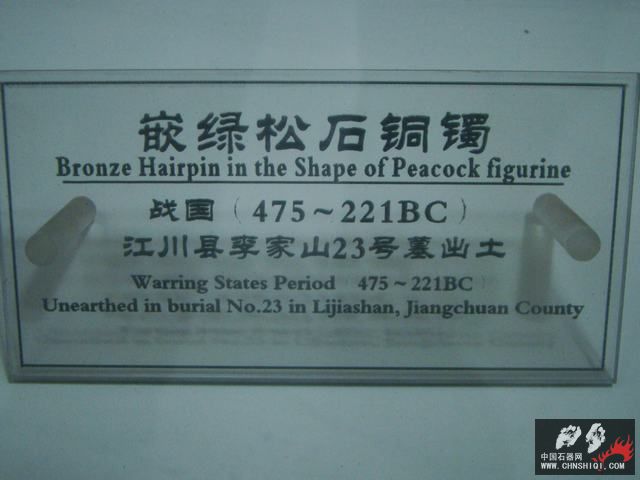 嵌绿松石铜镯
Bronze Hairpin in the Shape of Peacock figurine
战国（475～221BC）
江川县李家山23号墓出土
Warring States Period（475～221BC）
Unearthed in burial No.23 in Lijiashan, Jiangchuan County
中国石器网
WWW.CHNSHIQI.COM